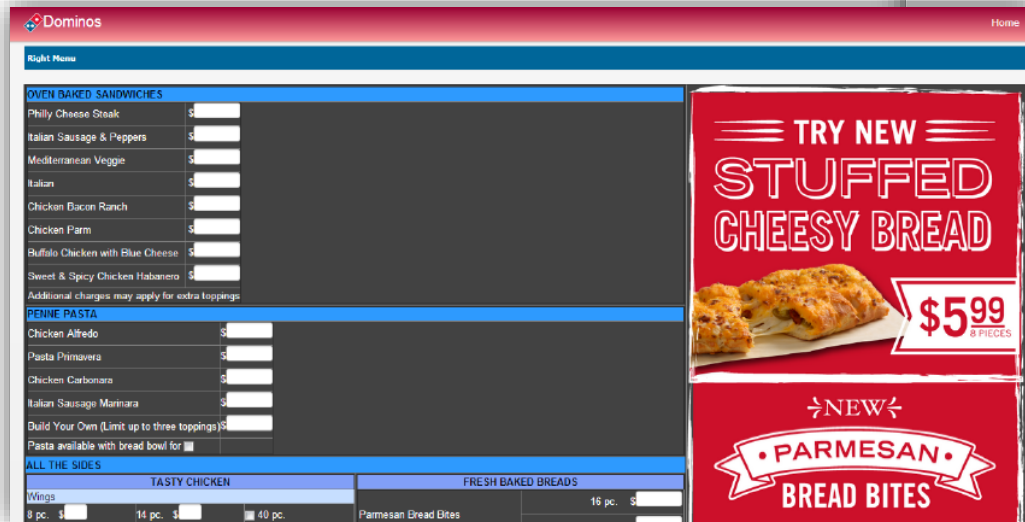 Dominos
Home
Right Menu
OVEN BAKED SANDWICHES
Philly Cheese Steak $
Italian Sausage & Peppers $
Mediterranean Veggie $
Italian $
Chicken Bacon Ranch $
Chicken Parm $
Buffalo Chicken with Blue Cheese $
Sweet & Spicy Chicken Habanero $
Additional charges may apply for extra toppings
PENNE PASTA
Chicken Alfredo $
Pasta Primavera $
Chicken Carbonara $
Italian Sausage Marinara $
Build Your Own (Limit up to three toppings)$
Pasta available with bread bowl for
ALL THE SIDES
TASTY CHICKEN
Wings
8 pc. $ 14 pc. $ 40 pc.
FRESH BAKED BREADS
Parmesan Bread Bites 16 pc. $
TRY NEW
STUFFED
CHEESY BREAD
$5 99
8 PIECES
NEW
PARMESAN
BREAD BITES